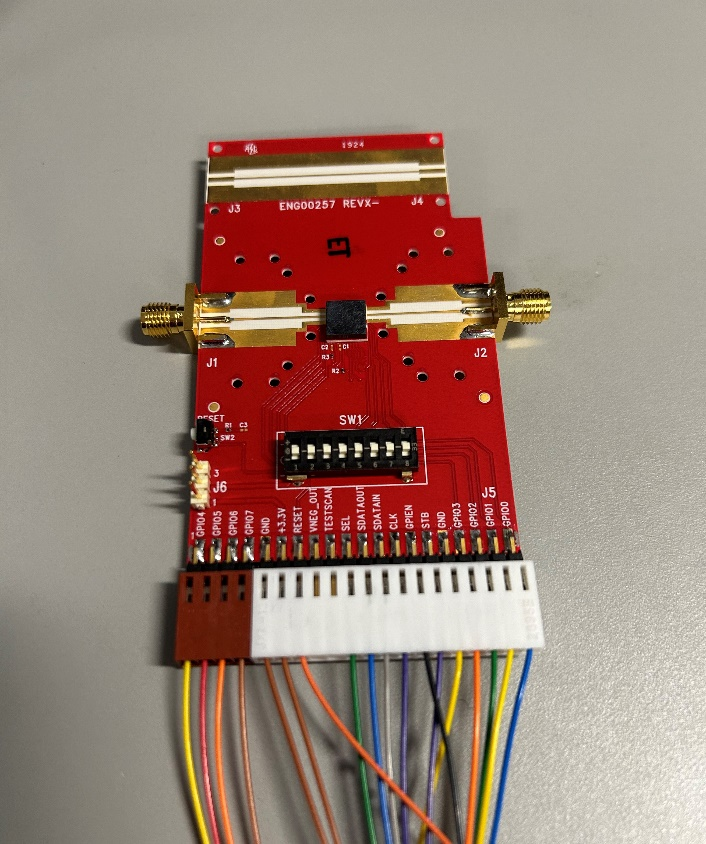 1924
J3 ENG00257 REVX- J4
ET
C2 C1
R3
R2
J1 J2
RESET
R1 C3
SW2
SW1
1 2 3 4 5 6 7 8
3
J6
1
J5
1
GPIO4
GPIO5
GPIO6
GPIO7
GND
+3.3V
RESET
VNEG_OUT
TESTSCAN
SEL
SDATAOUT
SDATAIN
CLK
GPIEN
STB
GND
GPIO3
GPIO2
GPIO1
GPIO0